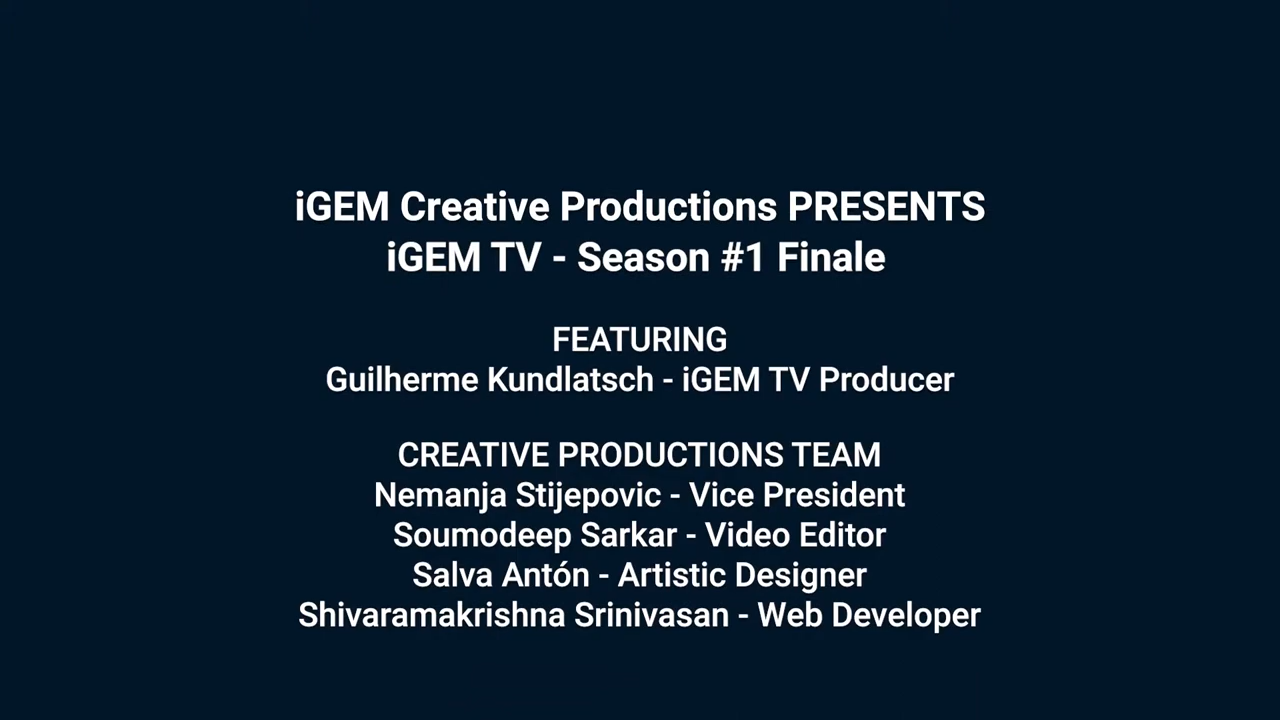 iGEM Creative Productions PRESENTS
iGEM TV - Season #1 Finale
FEATURING
Guilherme Kundlatsch - iGEM TV Producer
CREATIVE PRODUCTIONS TEAM
Nemanja Stijepovic - Vice President
Soumodeep Sarkar - Video Editor
Salva Antón - Artistic Designer
Shivaramakrishna Srinivasan - Web Developer